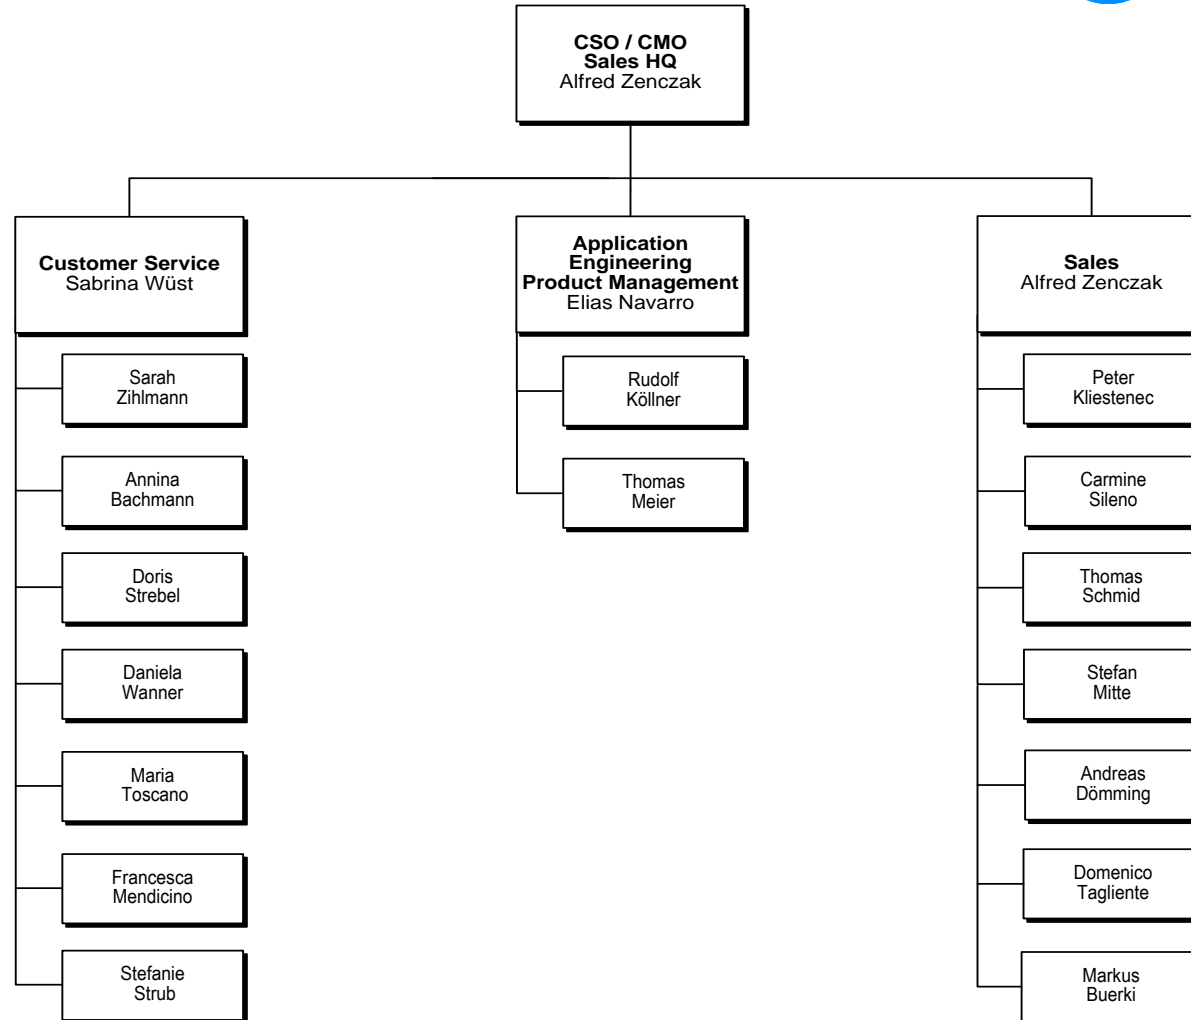 CSO / CMO
Sales HQ
Alfred Zenczak
Customer Service
Sabrina Wüst
Application
Engineering
Product Management
Elias Navarro
Sales
Alfred Zenczak
Sarah
Zihlmann
Annina
Bachmann
Doris
Strebel
Daniela
Wanner
Maria
Toscano
Francesca
Mendicino
Stefanie
Strub
Rudolf
Köllner
Thomas
Meier
Peter
Kliestenec
Carmine
Sileno
Thomas
Schmid
Stefan
Mitte
Andreas
Dömming
Domenico
Tagliente
Markus
Buerki